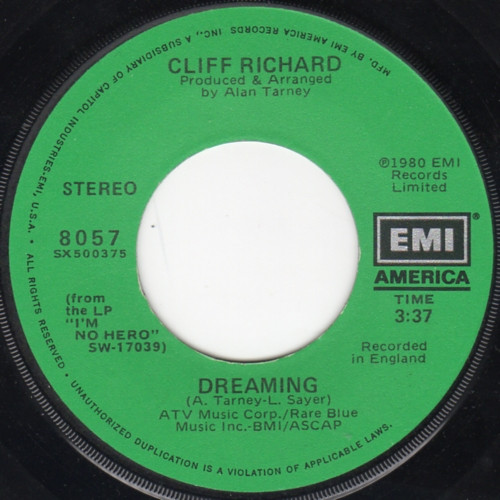 MFD. BY EMI AMERICA RECORDS INC., A SUBSIDIARY OF CAPITOL INDUSTRIES-EMI, U.S.A. • ALL RIGHTS RESERVED • UNAUTHORIZED DUPLICATION IS A VIOLATION OF APPLICABLE LAWS.
CLIFF RICHARD
Produced & Arranged
by Alan Tarney
℗1980 EMI
Records
Limited
STEREO
8057
SX500375
EMI
AMERICA
TIME
3:37
(from
the LP
"I'M
NO HERO"
SW-17039)
Recorded
in England
DREAMING
(A. Tarney-L. Sayer)
ATV Music Corp./Rare Blue
Music Inc.-BMI/ASCAP